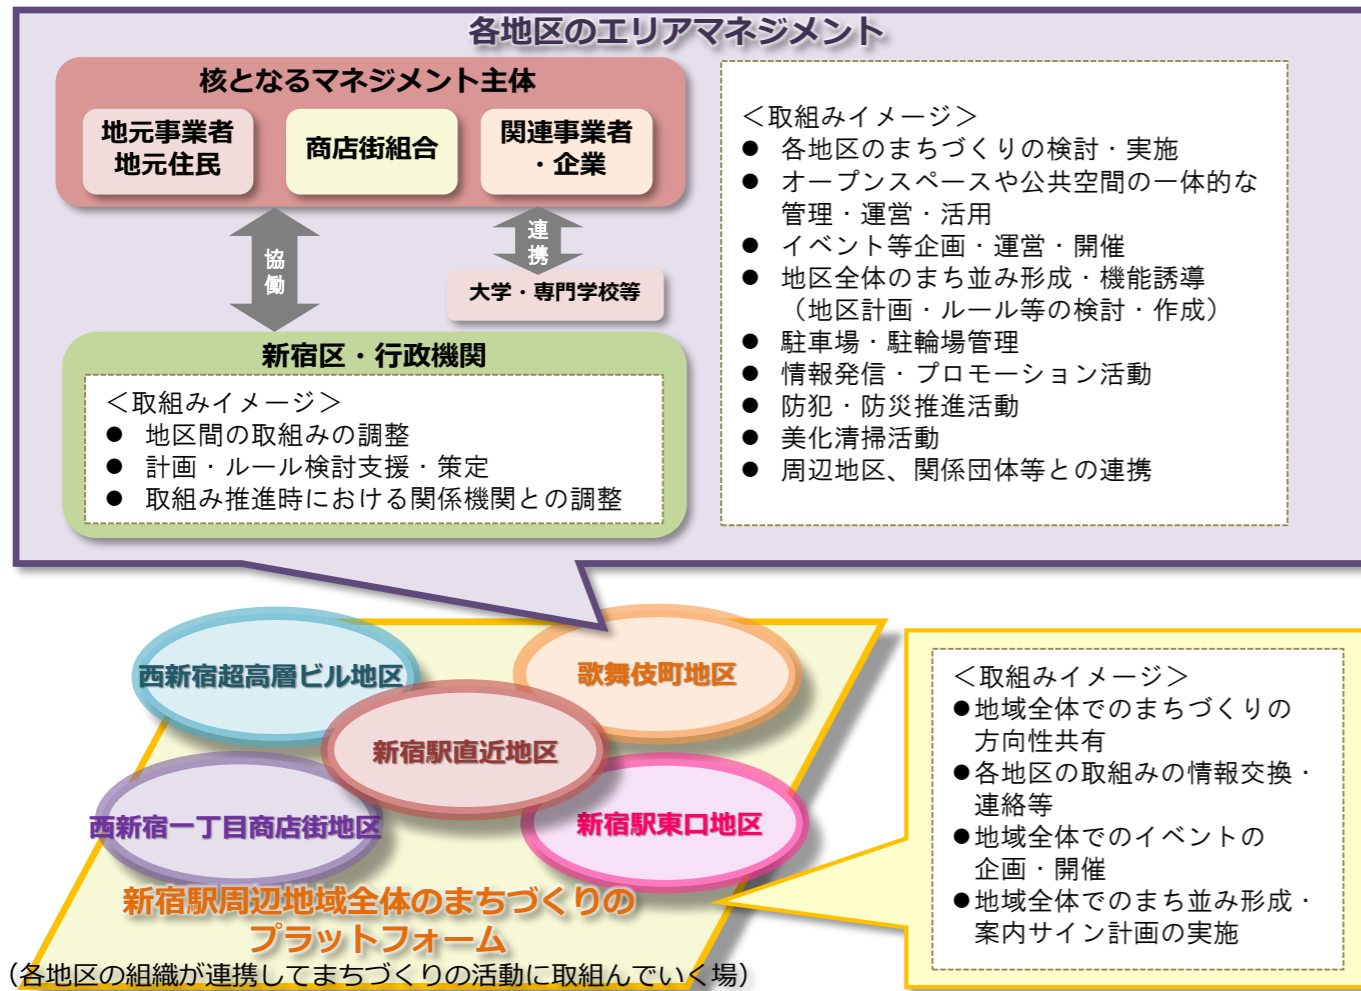 各地区のエリアマネジメント
核となるマネジメント主体
地元事業者
地元住民
商店街組合
関連事業者
・企業
協働
連携
大学・専門学校等
新宿区・行政機関
＜取組みイメージ＞
● 地区間の取組みの調整
● 計画・ルール検討支援・策定
● 取組み推進時における関係機関との調整
＜取組みイメージ＞
● 各地区のまちづくりの検討・実施
● オープンスペースや公共空間の一体的な
管理・運営・活用
● イベント等企画・運営・開催
● 地区全体のまち並み形成・機能誘導
（地区計画・ルール等の検討・作成）
● 駐車場・駐輪場管理
● 情報発信・プロモーション活動
● 防犯・防災推進活動
● 美化清掃活動
● 周辺地区、関係団体等との連携
西新宿超高層ビル地区
歌舞伎町地区
新宿駅直近地区
西新宿一丁目商店街地区
新宿駅東口地区
新宿駅周辺地域全体のまちづくりの
プラットフォーム
（各地区の組織が連携してまちづくりの活動に取組んでいく場）
＜取組みイメージ＞
●地域全体でのまちづくりの
方向性共有
●各地区の取組みの情報交換・
連絡等
●地域全体でのイベントの
企画・開催
●地域全体でのまち並み形成・
案内サイン計画の実施